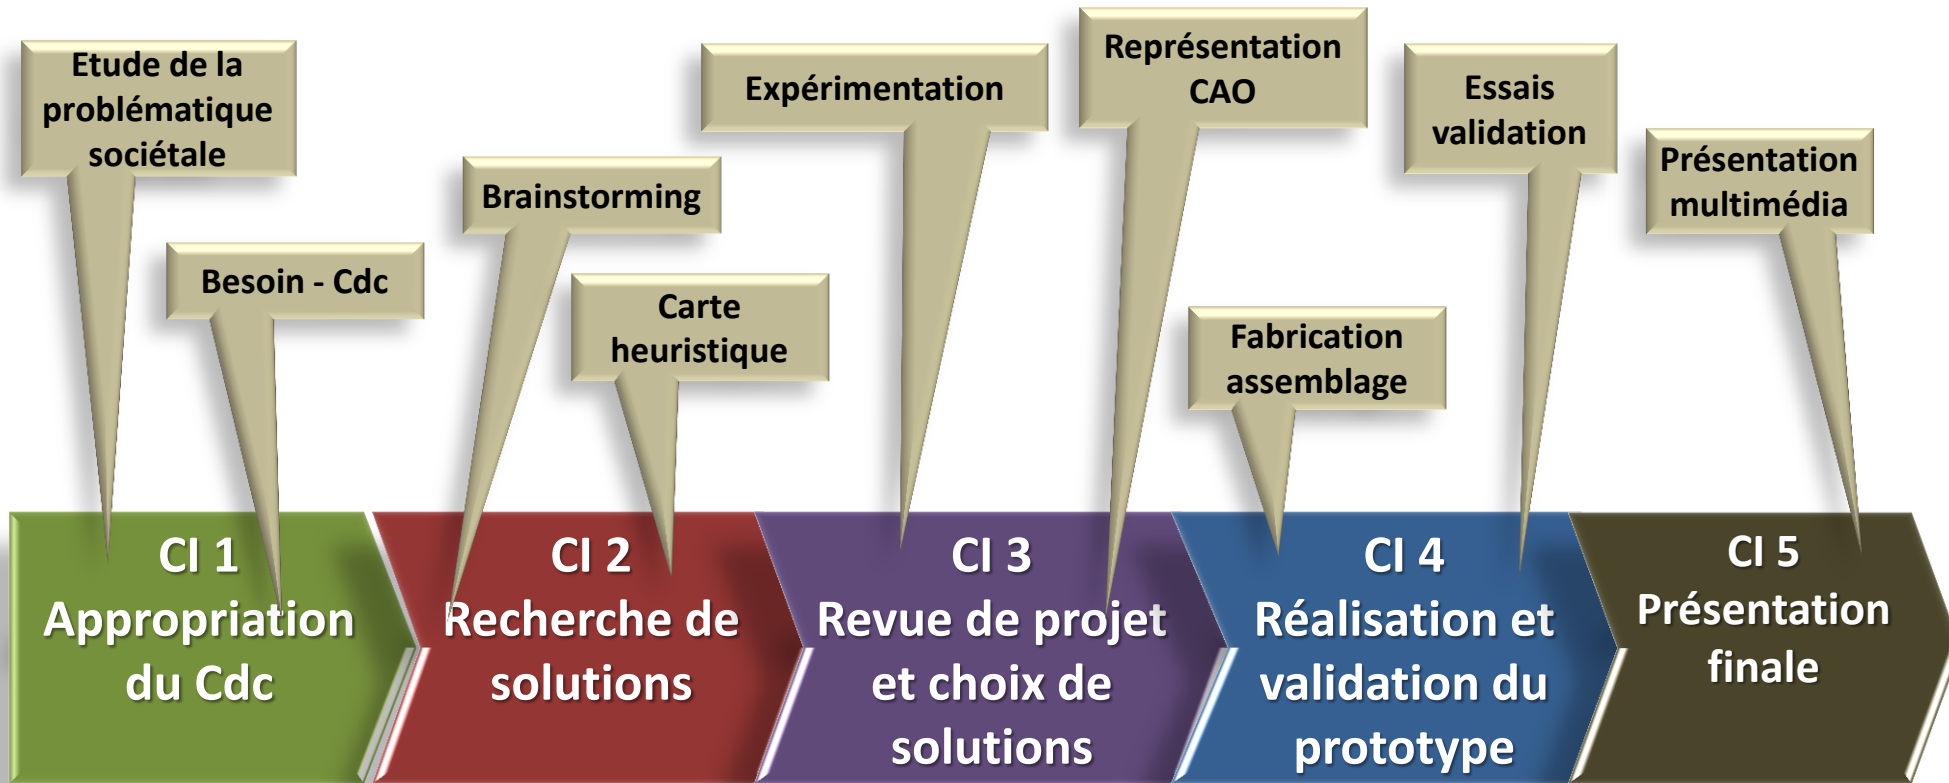 Etude de la
problématique
sociétale
Besoin - Cdc
Brainstorming
Carte
heuristique
Expérimentation
Représentation
CAO
Fabrication
assemblage
Essais
validation
Présentation
multimédia
CI 1
Appropriation
du Cdc
CI 2
Recherche de
solutions
CI 3
Revue de projet
et choix de
solutions
CI 4
Réalisation et
validation du
prototype
CI 5
Présentation
finale